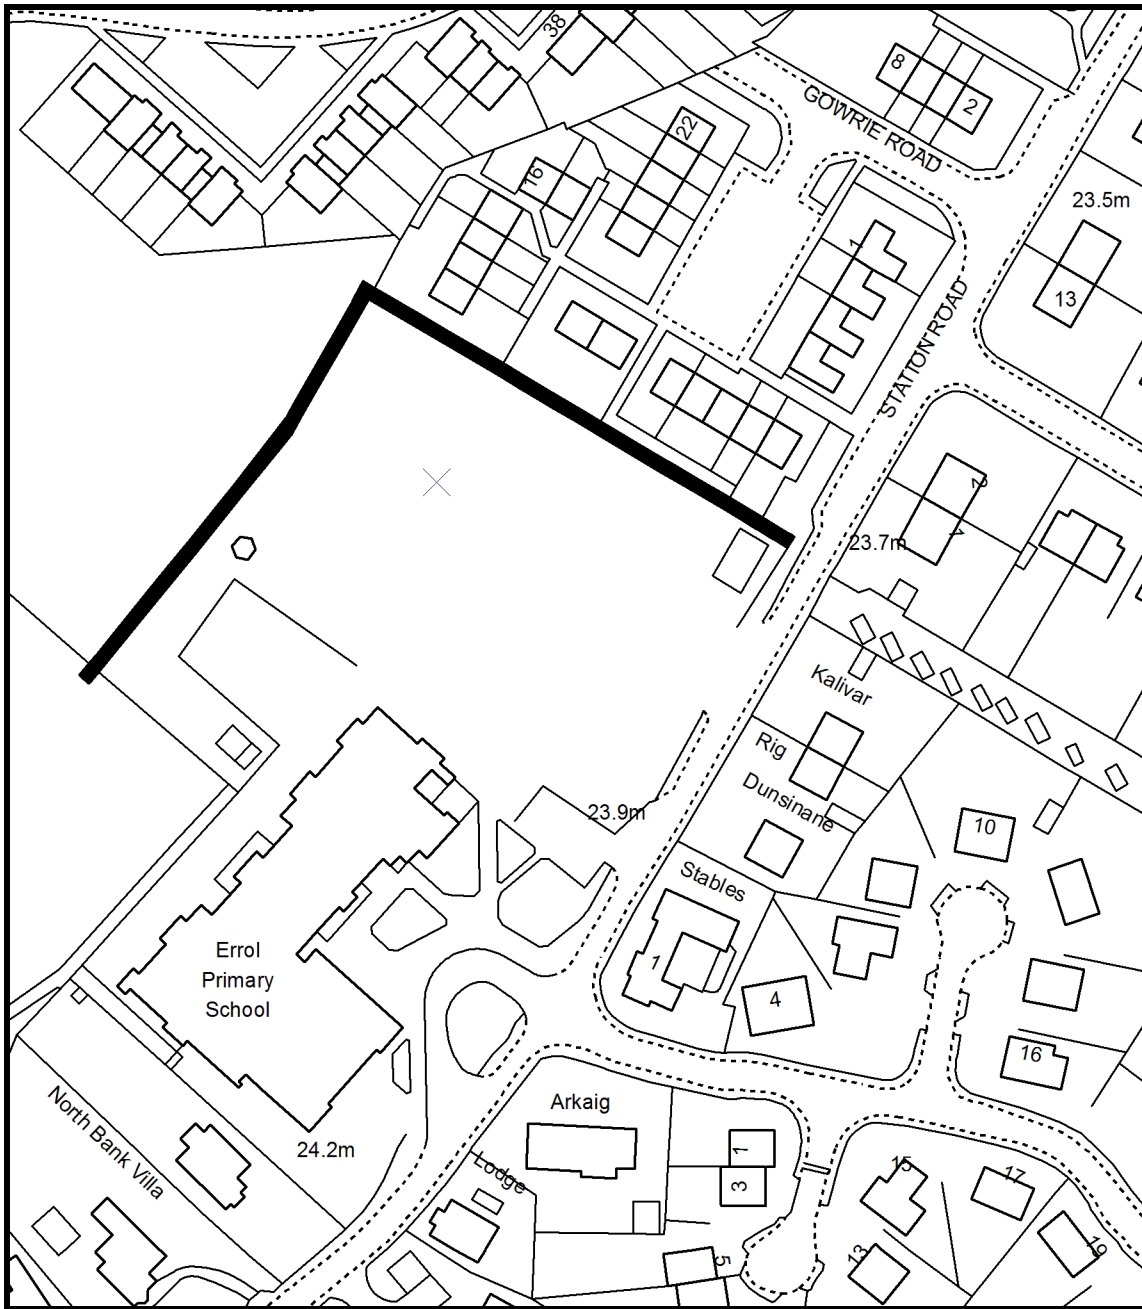 38
8
2
GOWRIE ROAD
22
16
23.5m
1
13
STATION ROAD
2
1
23.7m
Kalivar
Rig
Dunsinane
23.9m
10
Stables
1
4
Errol
Primary
School
16
Arkaig
North Bank Villa
24.2m
Lodge
1
3
15
17
5
13
19